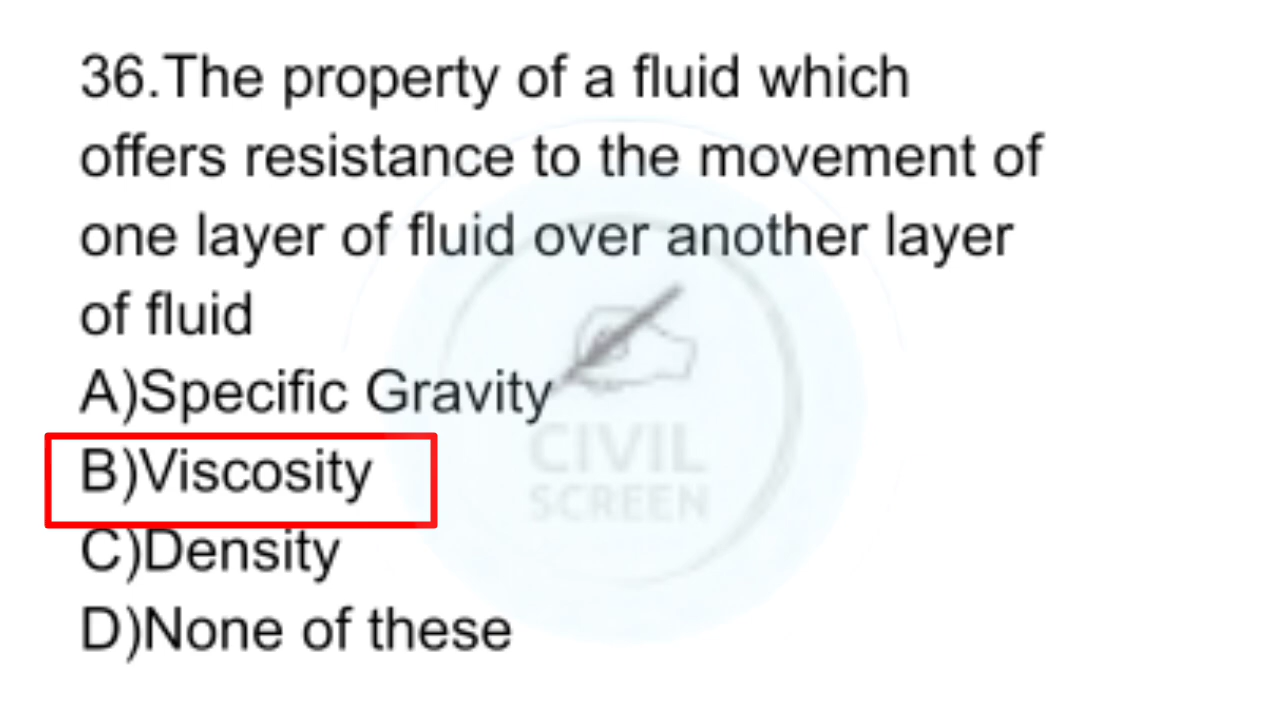 36.The property of a fluid which
offers resistance to the movement of
one layer of fluid over another layer
of fluid
A)Specific Gravity
B)Viscosity
C)Density
D)None of these
CIVIL
SCREEN